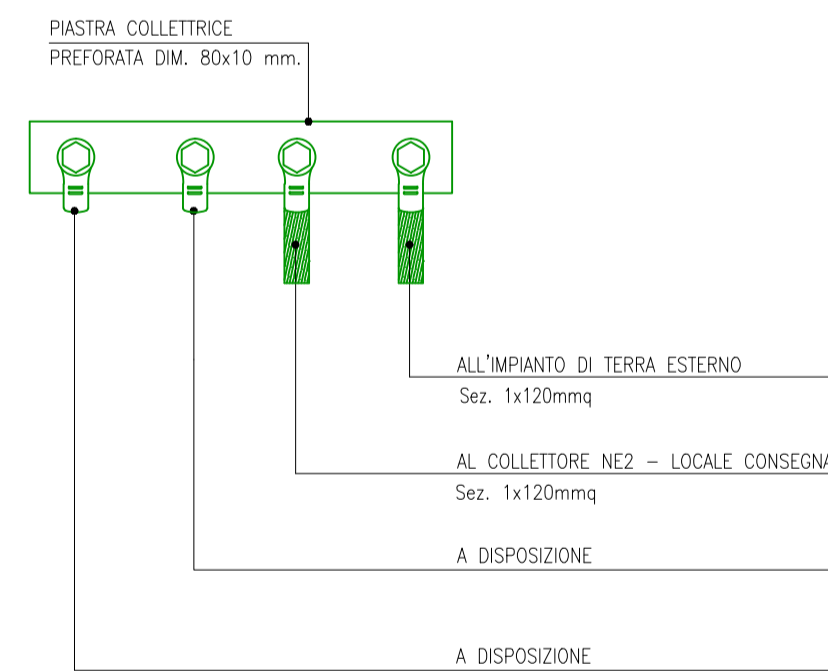 PIASTRA COLLETTRICE
PREFORATA DIM. 80x10 mm.
ALL'IMPIANTO DI TERRA ESTERNO
Sez. 1x120mmq
AL COLLETTORE NE2 – LOCALE CONSEGNA
Sez. 1x120mmq
A DISPOSIZIONE
A DISPOSIZIONE